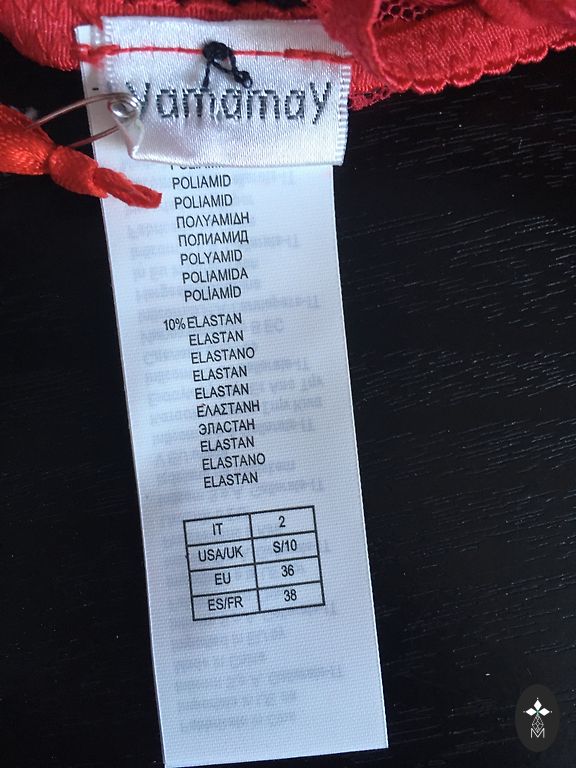 yamamay
POLIAMID
POLIAMID
ΠΟΛΥΑΜΙΔΗ
ПОЛИАМИД
POLYAMID
POLIAMIDA
POLİAMİD
10% ELASTAN
ELASTAN
ELASTANO
ELASTAN
ELASTAN
ΕΛΑΣΤΑΝΗ
ЭЛАСТАН
ELASTAN
ELASTANO
ELASTAN
IT 2
USA/UK S/10
EU 36
ES/FR 38
M